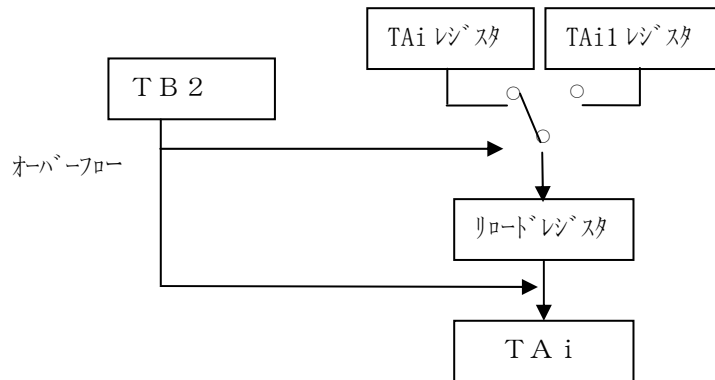 TAi ﾚｼﾞｽﾀ
TAi1 ﾚｼﾞｽﾀ
ＴＢ２
ｵｰﾊﾞｰﾌﾛｰ
ﾘﾛｰﾄﾞﾚｼﾞｽﾀ
ＴＡｉ